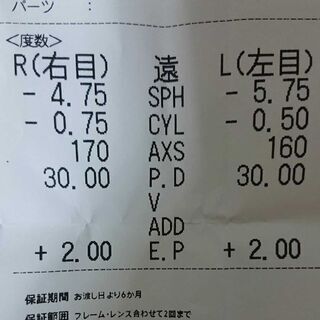 パーツ :
<度数>
R(右目) 遠 L(左目)
- 4.75 SPH - 5.75
- 0.75 CYL - 0.50
170 AXS 160
30.00 P.D 30.00
V
ADD
+ 2.00 E.P + 2.00
保証期間 お渡し日より6か月
保証範囲 フレーム・レンズ合わせて2回まで